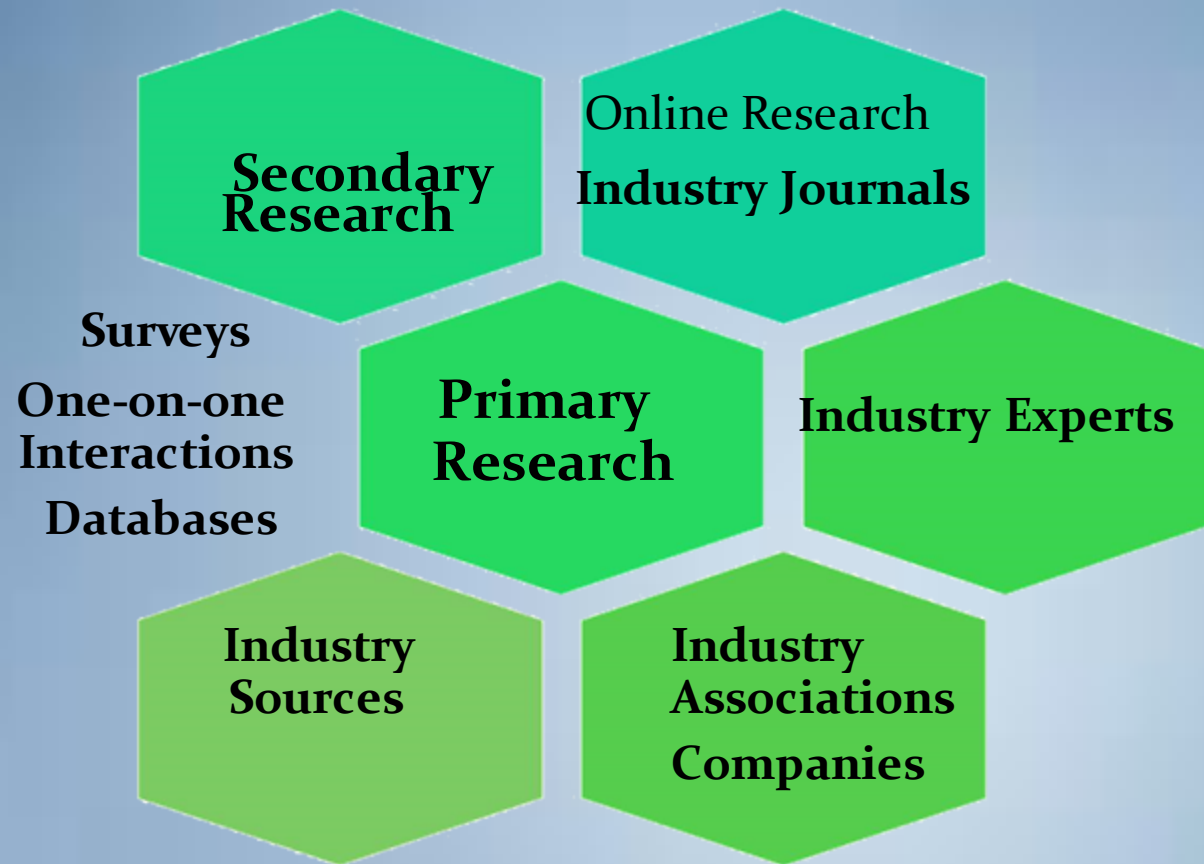 Secondary
Research
Online Research
Industry Journals
Surveys
One-on-one
Interactions
Databases
Primary
Research
Industry Experts
Industry
Sources
Industry
Associations
Companies